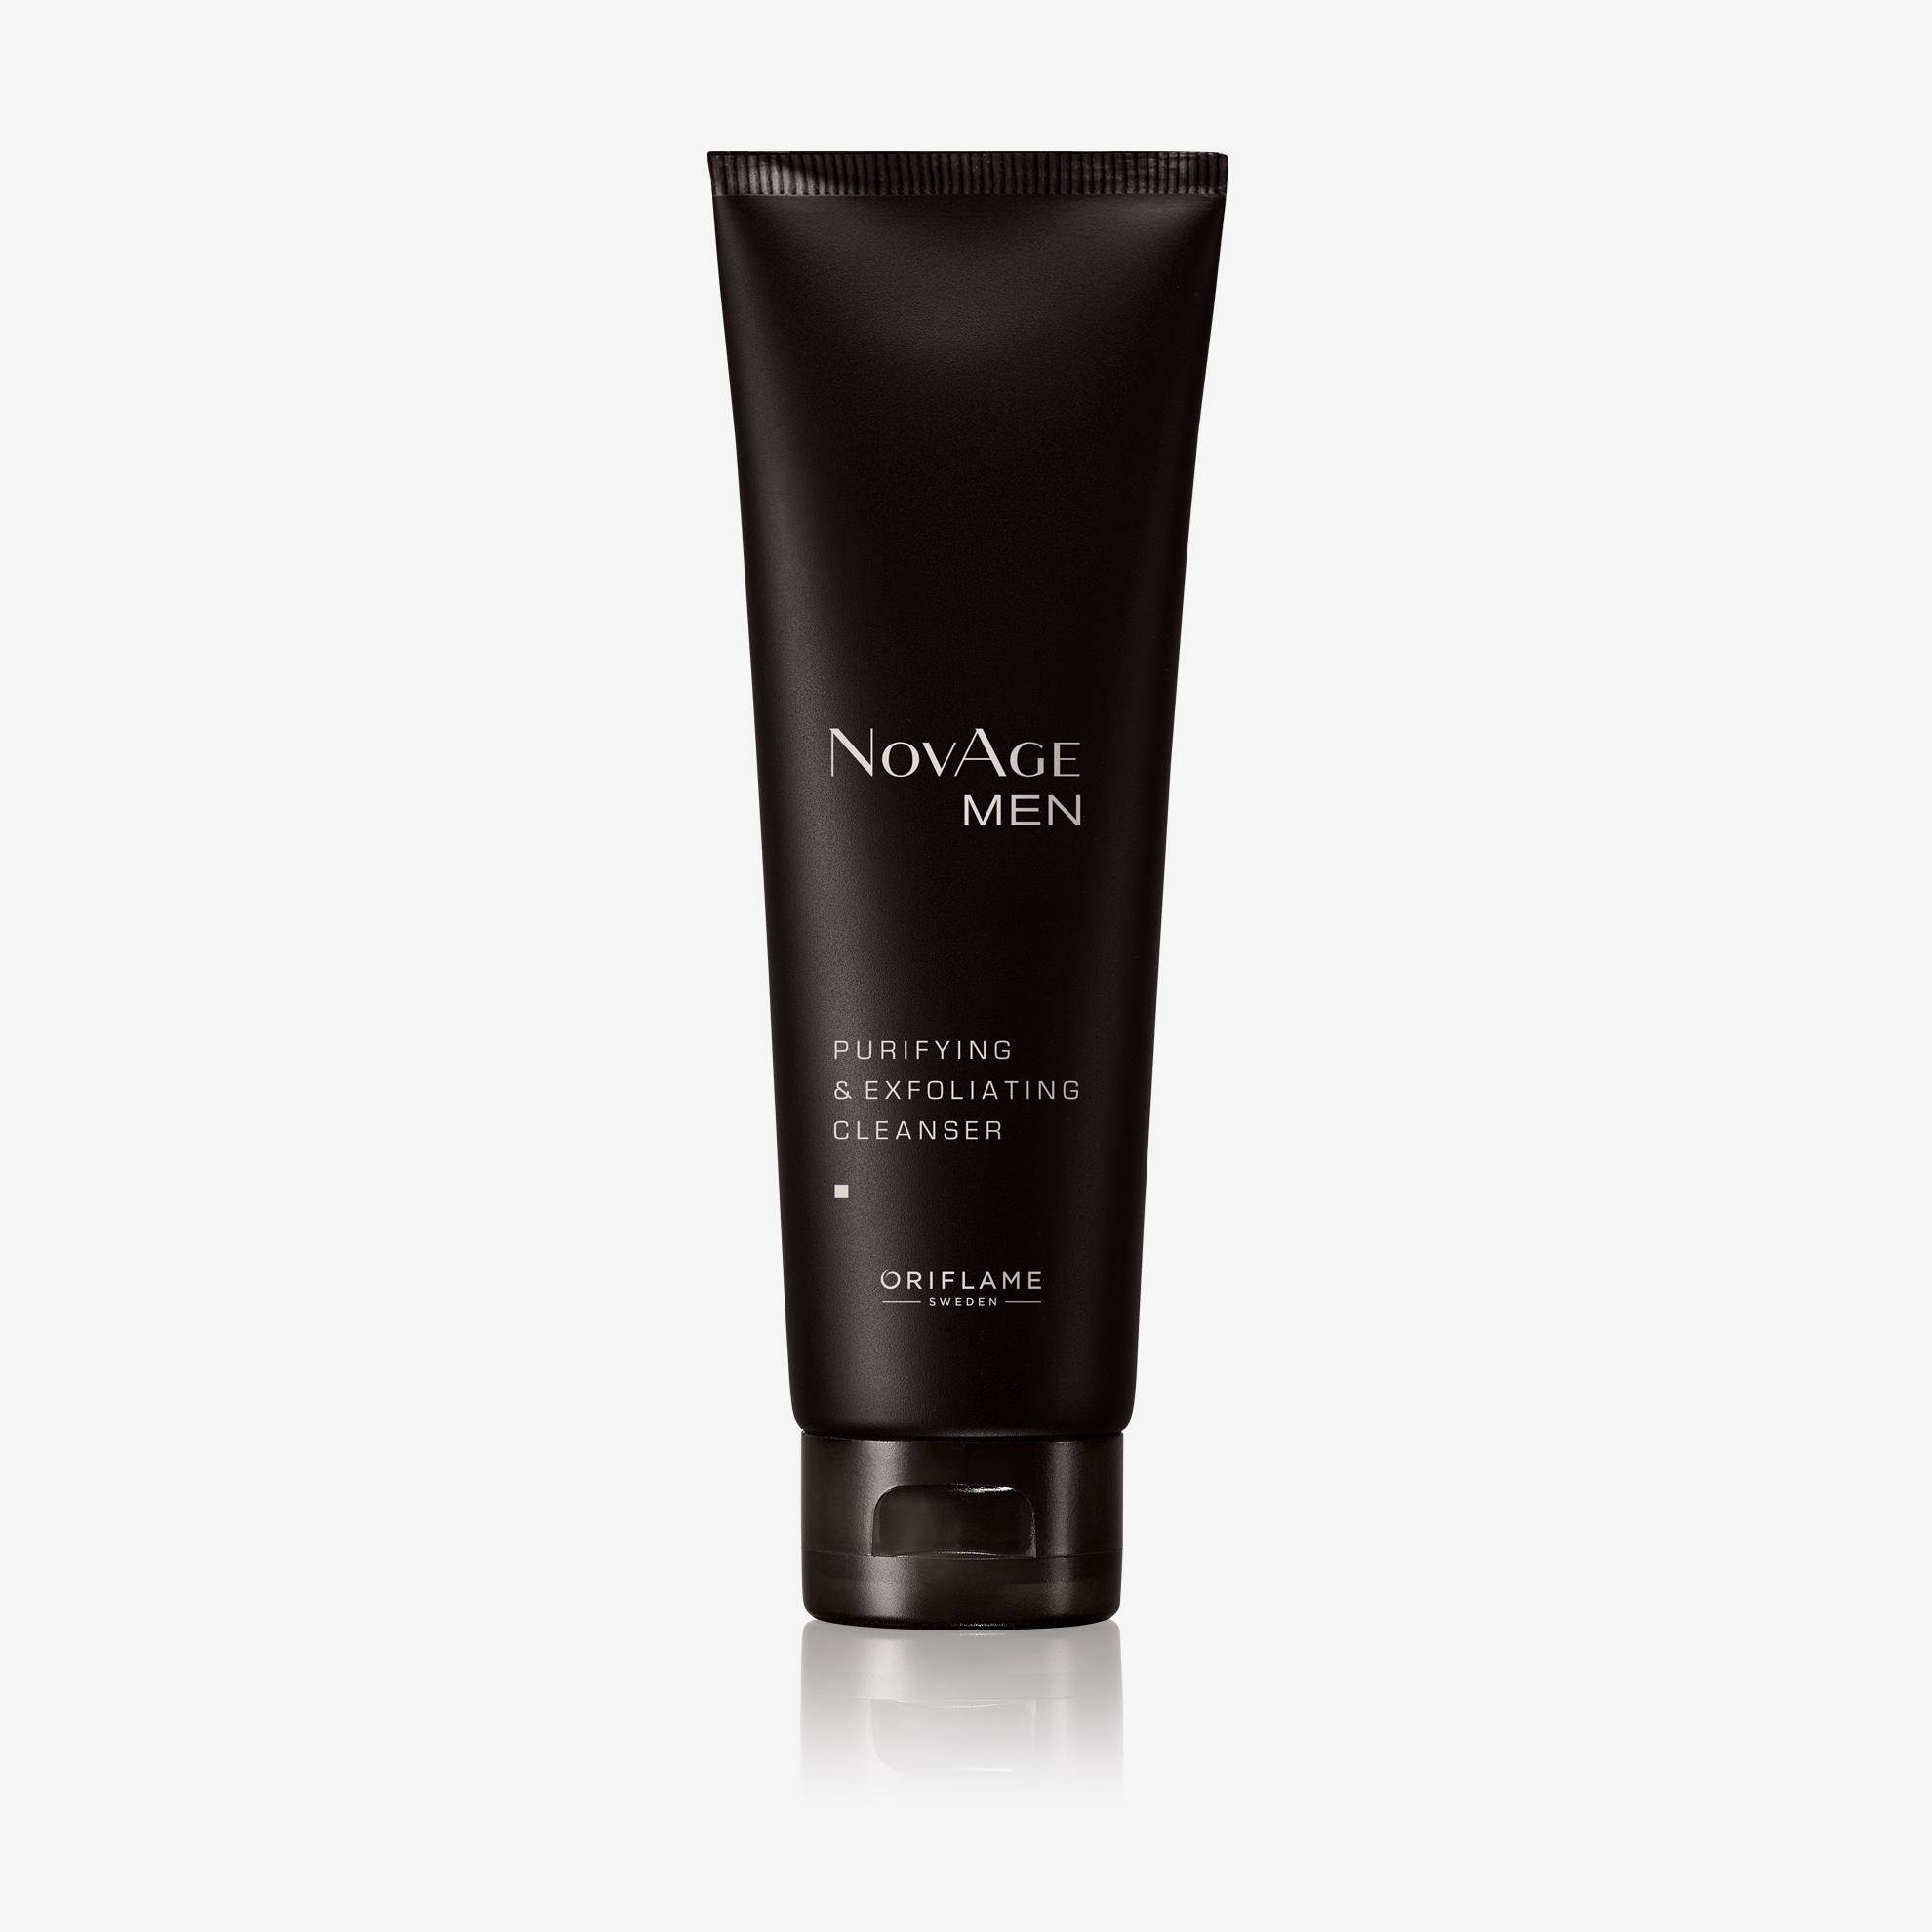 NOVAGE
MEN
PURIFYING
& EXFOLIATING
CLEANSER
ORIFLAME
SWEDEN